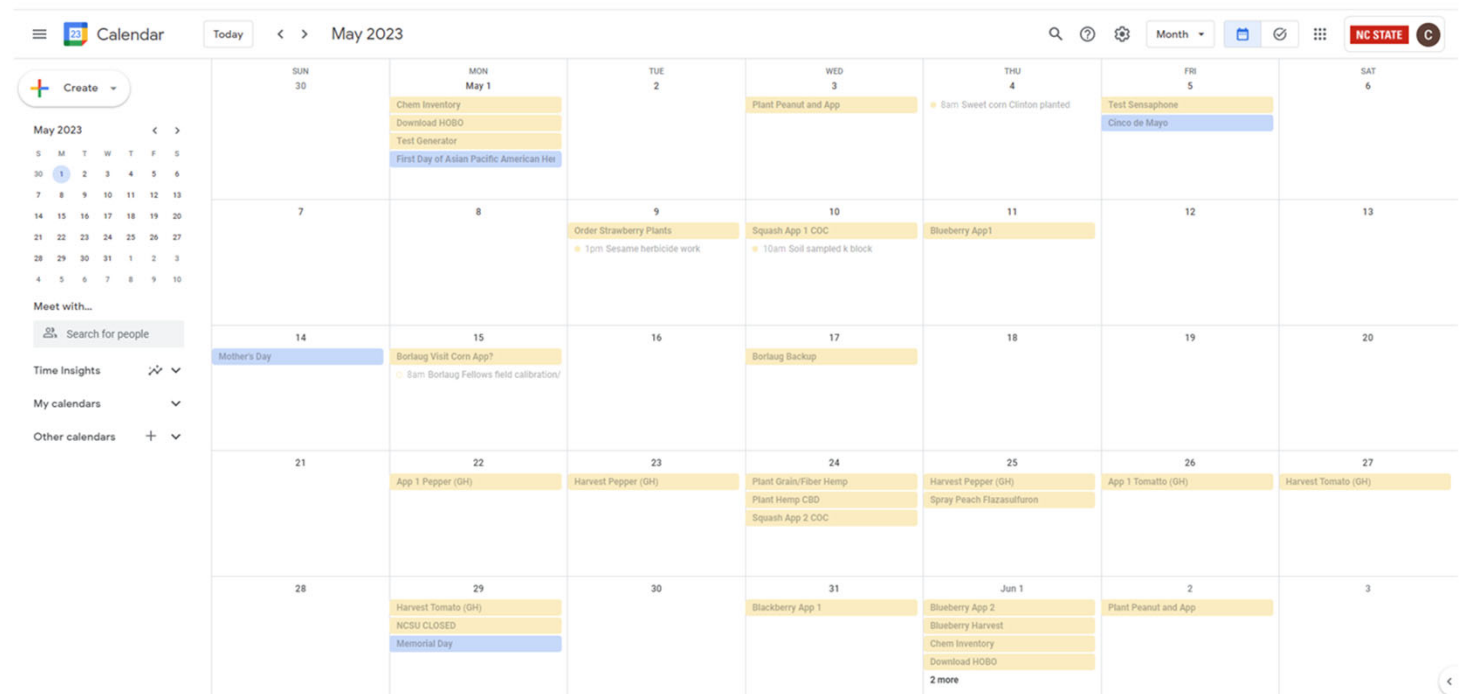 23 Calendar Today May 2023 Month NC STATE C
Create
May 2023
S M T W T F S
30 1 2 3 4 5 6
7 8 9 10 11 12 13
14 15 16 17 18 19 20
21 22 23 24 25 26 27
28 29 30 31 1 2 3
4 5 6 7 8 9 10
Meet with...
Search for people
Time Insights
My calendars
Other calendars
SUN MON TUE WED THU FRI SAT
30 May 1 2 3 4 5 6
Chem Inventory Plant Peanut and App 8am Sweet corn Clinton planted Test Sensaphone
Download HOBO Cinco de Mayo
Test Generator
First Day of Asian Pacific American Her
7 8 9 10 11 12 13
Order Strawberry Plants Squash App 1 COC Blueberry App1
1pm Sesame herbicide work 10am Soil sampled k block
14 15 16 17 18 19 20
Mother's Day Borlaug Visit Corn App? Borlaug Backup
8am Borlaug Fellows field calibration/
21 22 23 24 25 26 27
App 1 Pepper (GH) Harvest Pepper (GH) Plant Grain/Fiber Hemp Harvest Pepper (GH) App 1 Tomatto (GH) Harvest Tomato (GH)
Plant Hemp CBD Spray Peach Flazasulfuron
Squash App 2 COC
28 29 30 31 Jun 1 2 3
Harvest Tomato (GH) Blackberry App 1 Blueberry App 2 Plant Peanut and App
NCSU CLOSED Blueberry Harvest
Memorial Day Chem Inventory
Download HOBO
2 more